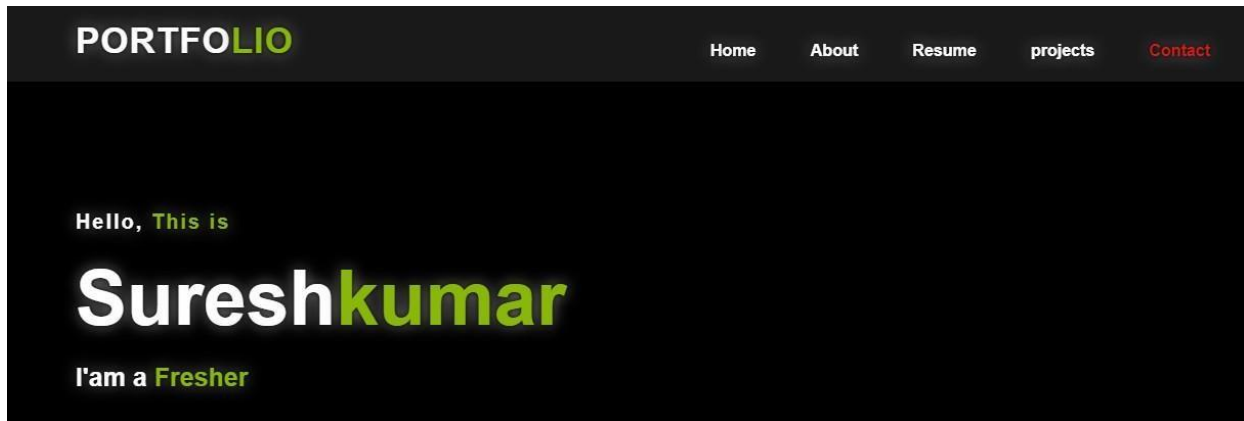 PORTFOLIO
Home About Resume projects Contact
Hello, This is
Sureshkumar
I'am a Fresher